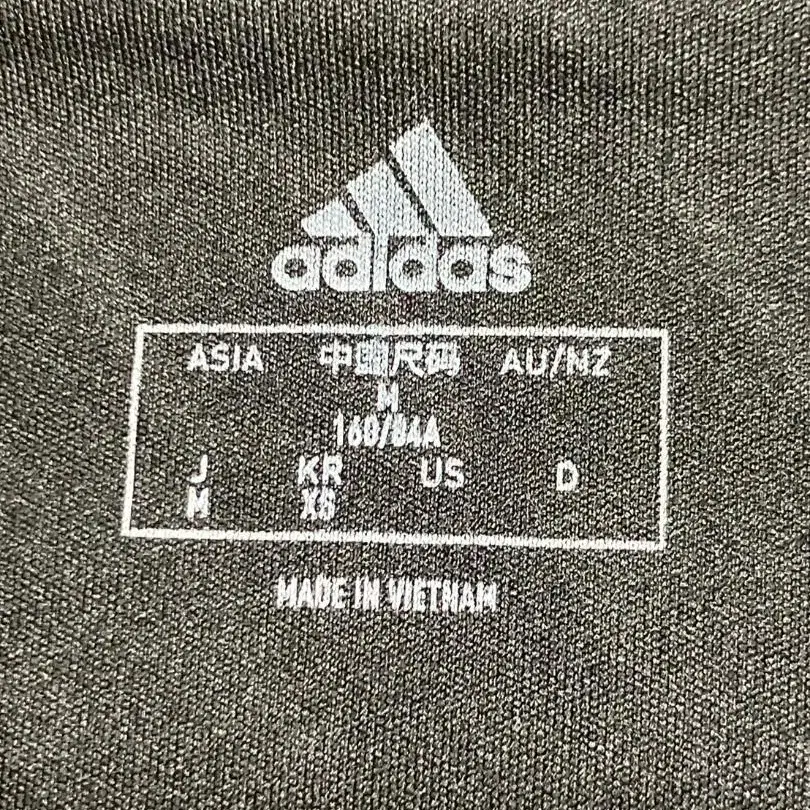 adidas
ASIA 中国尺码 AU/NZ
M
160/84A
J KR US D
M XS
MADE IN VIETNAM